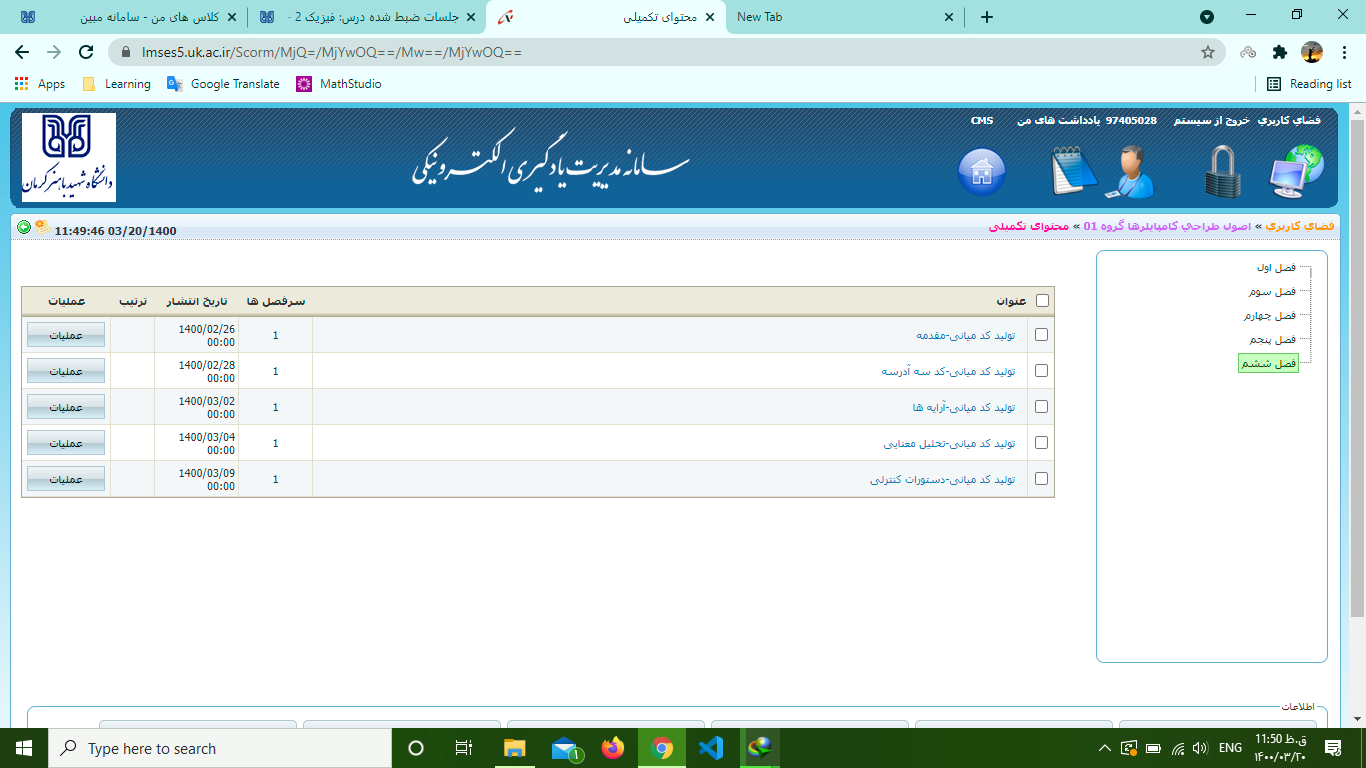 کلاس های من - سامانه مبین
جلسات ضبط شده درس: فیزیک 2 -
محتوای تکمیلی
New Tab
lmses5.uk.ac.ir/Scorm/MjQ=/MjYwOQ==/Mw==/MjYwOQ==
Apps
Learning
Google Translate
MathStudio
Reading list
فضاي کاربري
خروج از سیستم
97405028
یادداشت های من
CMS
سامانه مدیریت یادگیری الکترونیکی
دانشگاه شهید باهنر کرمان
فضاي کاربري » اصول طراحي کامپایلرها گروه 01 » محتوای تکمیلی
11:49:46 03/20/1400
فصل اول
فصل سوم
فصل چهارم
فصل پنجم
فصل ششم
عنوان سرفصل ها تاریخ انتشار ترتیب عملیات
تولید کد میانی-مقدمه 1 1400/02/26 00:00 عملیات
تولید کد میانی-کد سه آدرسه 1 1400/02/28 00:00 عملیات
تولید کد میانی-آرایه ها 1 1400/03/02 00:00 عملیات
تولید کد میانی-تحلیل معنایی 1 1400/03/04 00:00 عملیات
تولید کد میانی-دستورات کنترلی 1 1400/03/09 00:00 عملیات
اطلاعات
Type here to search
1
ENG
11:50 ق.ظ
۱۴۰۰/۰۳/۲۰